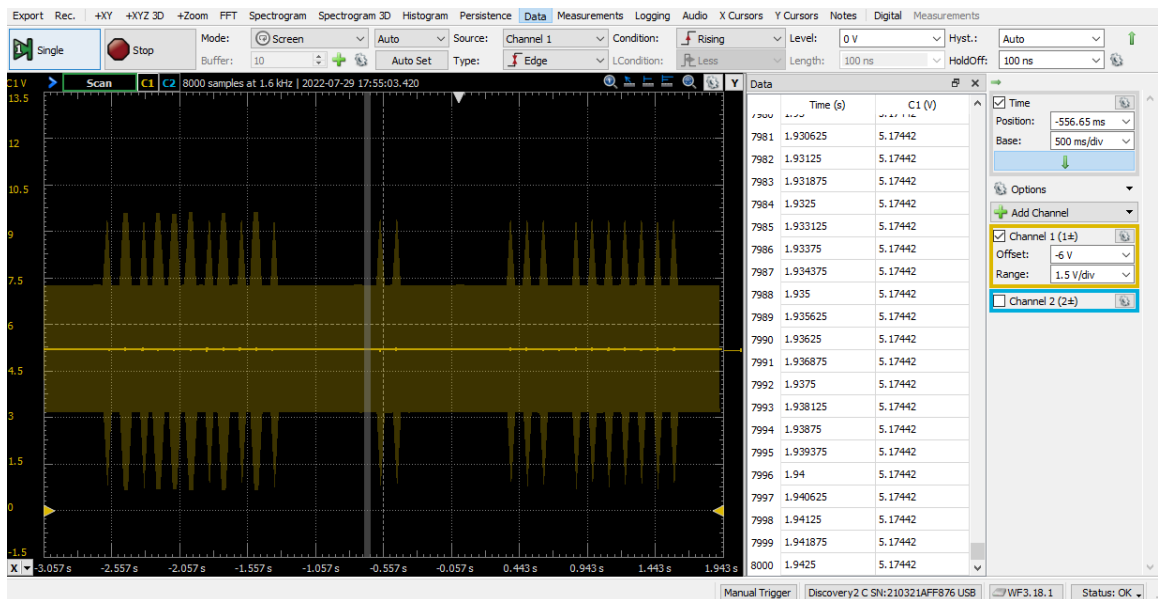 Export Rec. +XY +XYZ 3D +Zoom FFT Spectrogram Spectrogram 3D Histogram Persistence Data Measurements Logging Audio X Cursors Y Cursors Notes Digital Measurements
Single Stop Mode: Screen Auto Source: Channel 1 Condition: Rising Level: 0 V Hyst.: Auto
Buffer: 10 Auto Set Type: Edge LCondition: Less Length: 100 ns HoldOff: 100 ns
C1 V Scan C1 C2 8000 samples at 1.6 kHz | 2022-07-29 17:55:03.420 Y
13.5
12
10.5
9
7.5
6
4.5
3
1.5
0
-1.5
X -3.057 s -2.557 s -2.057 s -1.557 s -1.057 s -0.557 s -0.057 s 0.443 s 0.943 s 1.443 s 1.943 s
Data
Time (s) C1 (V)
7981 1.930625 5.17442
7982 1.93125 5.17442
7983 1.931875 5.17442
7984 1.9325 5.17442
7985 1.933125 5.17442
7986 1.93375 5.17442
7987 1.934375 5.17442
7988 1.935 5.17442
7989 1.935625 5.17442
7990 1.93625 5.17442
7991 1.936875 5.17442
7992 1.9375 5.17442
7993 1.938125 5.17442
7994 1.93875 5.17442
7995 1.939375 5.17442
7996 1.94 5.17442
7997 1.940625 5.17442
7998 1.94125 5.17442
7999 1.941875 5.17442
8000 1.9425 5.17442
Time
Position: -556.65 ms
Base: 500 ms/div
Options
Add Channel
Channel 1 (1±)
Offset: -6 V
Range: 1.5 V/div
Channel 2 (2±)
Manual Trigger Discovery2 C SN:210321AFF876 USB WF3.18.1 Status: OK